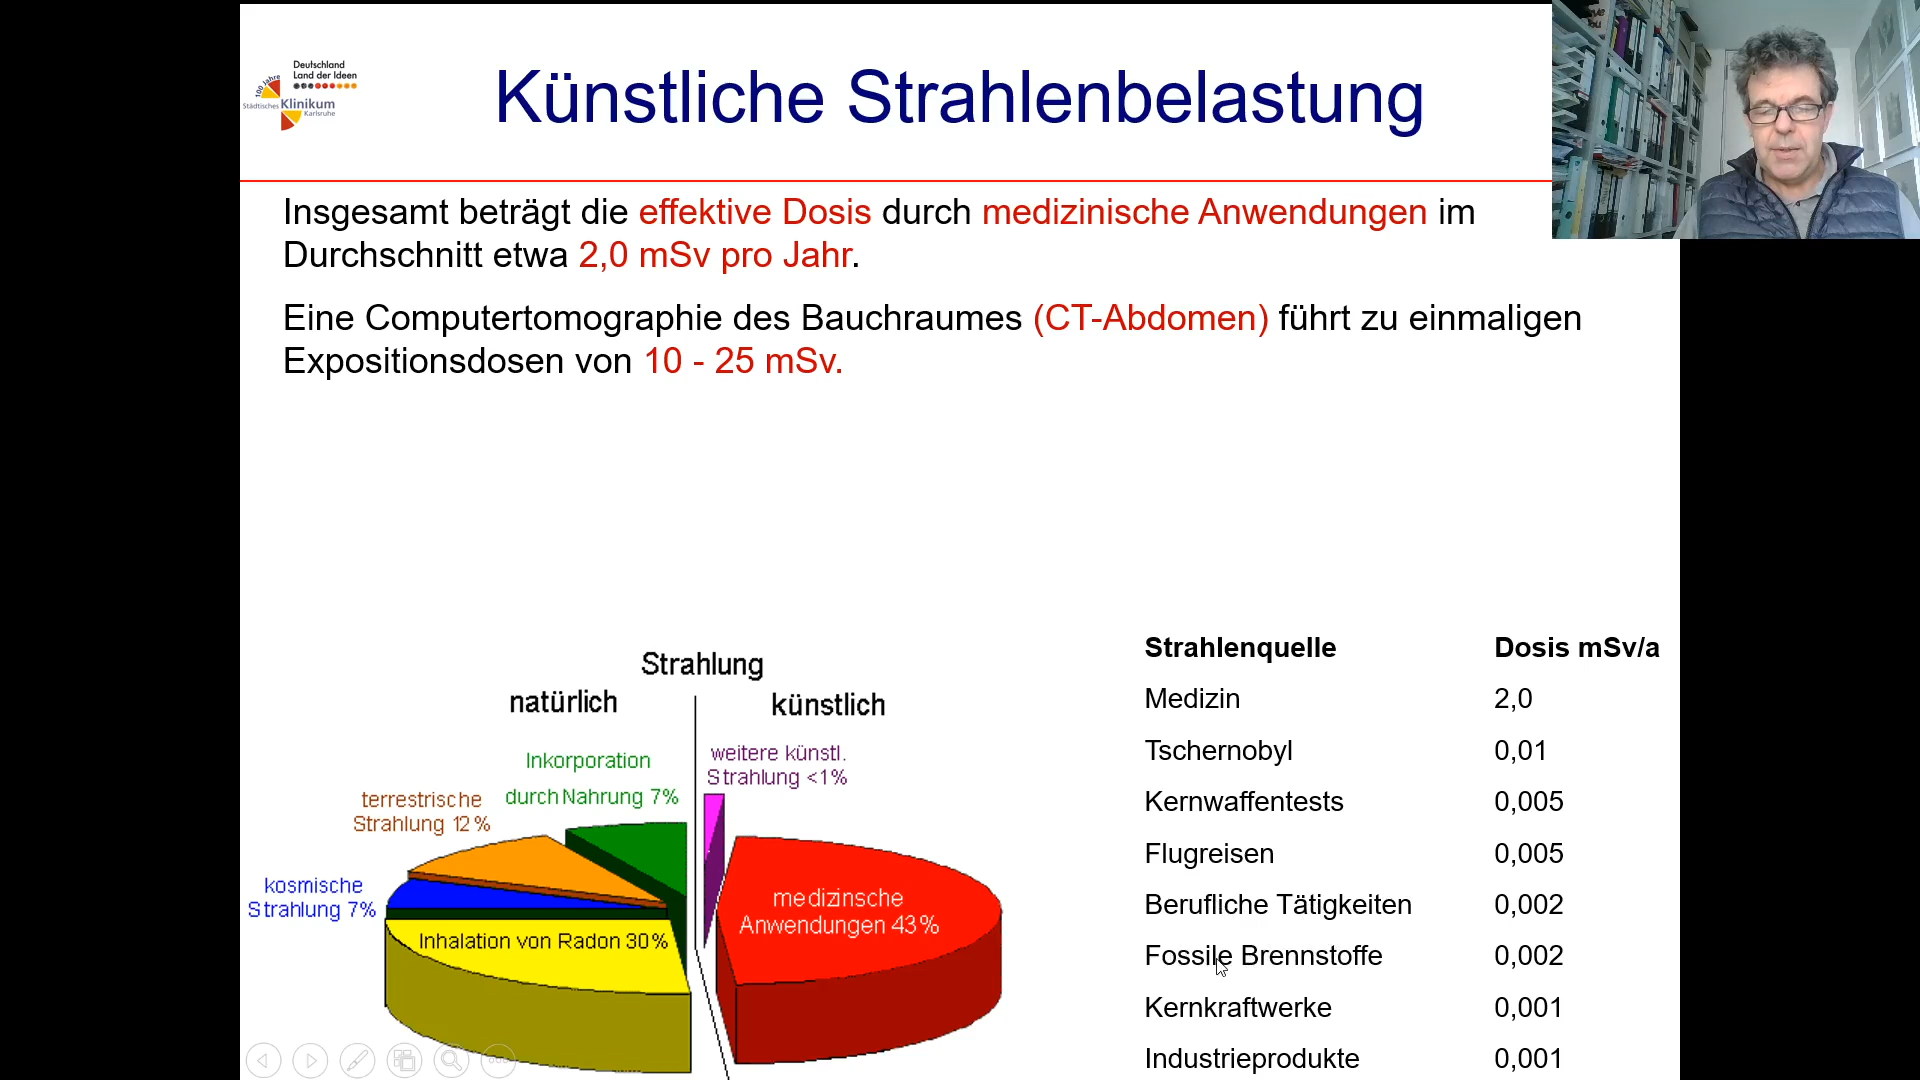 Deutschland
Land der Ideen
100 Jahre
Städtisches Klinikum
Karlsruhe
Künstliche Strahlenbelastung
Insgesamt beträgt die effektive Dosis durch medizinische Anwendungen im
Durchschnitt etwa 2,0 mSv pro Jahr.
Eine Computertomographie des Bauchraumes (CT-Abdomen) führt zu einmaligen
Expositionsdosen von 10 - 25 mSv.
Strahlung
natürlich
künstlich
Inkorporation
durch Nahrung 7%
weitere künstl.
Strahlung <1%
terrestrische
Strahlung 12%
kosmische
Strahlung 7%
Inhalation von Radon 30%
medizinsche
Anwendungen 43%
Strahlenquelle Dosis mSv/a
Medizin 2,0
Tschernobyl 0,01
Kernwaffentests 0,005
Flugreisen 0,005
Berufliche Tätigkeiten 0,002
Fossile Brennstoffe 0,002
Kernkraftwerke 0,001
Industrieprodukte 0,001